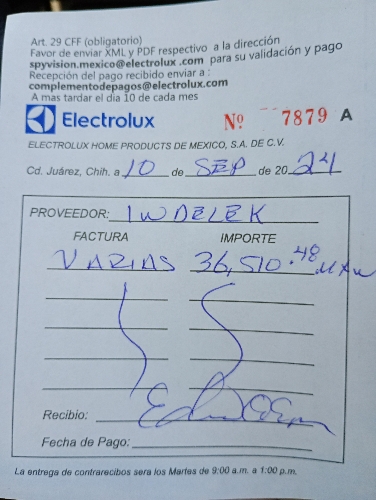 Art. 29 CFF (obligatorio)
Favor de enviar XML y PDF respectivo a la dirección
spyvision.mexico@electrolux .com para su validación y pago
Recepción del pago recibido enviar a :
complementodepagos@electrolux.com
A mas tardar el dia 10 de cada mes
Electrolux Nº 7879 A
ELECTROLUX HOME PRODUCTS DE MEXICO, S.A. DE C.V.
Cd. Juárez, Chih. a 10 de SEP de 2024
PROVEEDOR: INDELEK
FACTURA IMPORTE
VARIAS 36,510.48
Recibio:
Fecha de Pago:
La entrega de contrarecibos sera los Martes de 9:00 a.m. a 1:00 p.m.